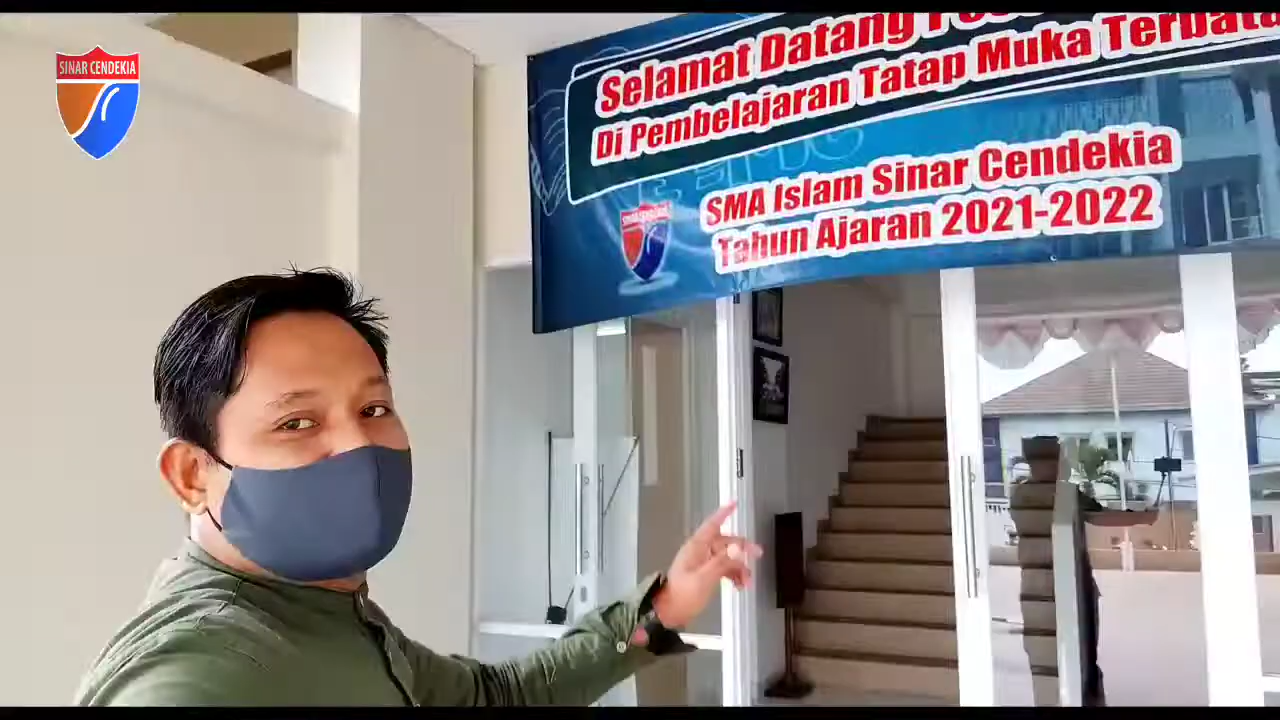 SINAR CENDEKIA
Selamat Datang
Di Pembelajaran Tatap Muka
SMA Islam Sinar Cendekia
Tahun Ajaran 2021-2022